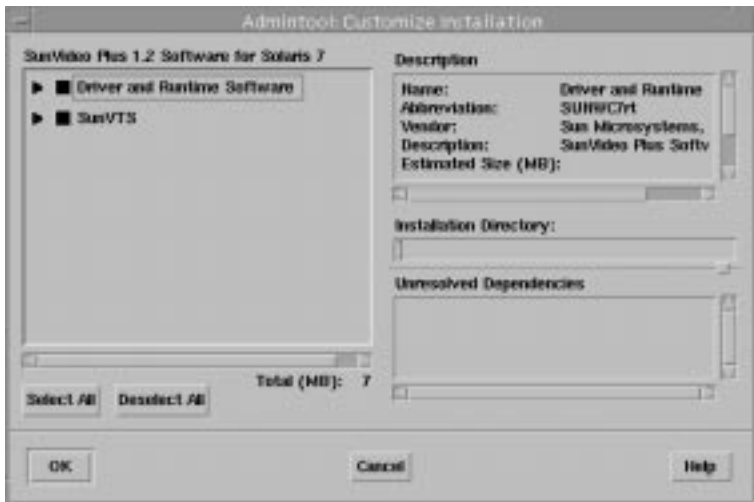 Admintool: Customize Installation
SunVideo Plus 1.2 Software for Solaris 7
Driver and Runtime Software
SunVTS
Total (MB): 7
Select All
Deselect All
Description
Name: Driver and Runtime
Abbreviation:
Vendor: Sun Microsystems,
Description: SunVideo Plus Softw
Estimated Size (MB):
Installation Directory:
Unresolved Dependencies
OK
Cancel
Help